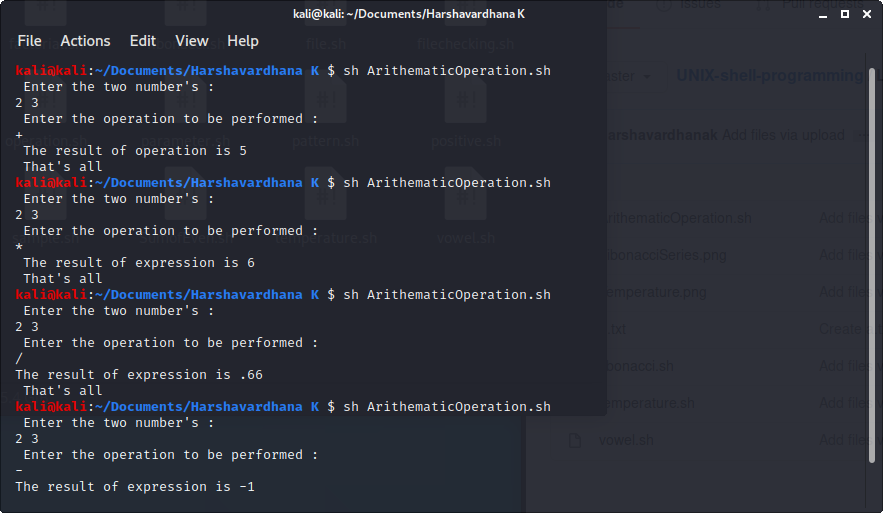 kali@kali: ~/Documents/Harshavardhana K
File Actions Edit View Help
kali@kali:~/Documents/Harshavardhana K $ sh ArithematicOperation.sh
Enter the two number's :
2 3
Enter the operation to be performed :
+
The result of operation is 5
That's all
kali@kali:~/Documents/Harshavardhana K $ sh ArithematicOperation.sh
Enter the two number's :
2 3
Enter the operation to be performed :
*
The result of expression is 6
That's all
kali@kali:~/Documents/Harshavardhana K $ sh ArithematicOperation.sh
Enter the two number's :
2 3
Enter the operation to be performed :
/
The result of expression is .66
That's all
kali@kali:~/Documents/Harshavardhana K $ sh ArithematicOperation.sh
Enter the two number's :
2 3
Enter the operation to be performed :
-
The result of expression is -1
file.sh filechecking.sh
operation.sh parameter.sh pattern.sh positive.sh
sample.sh temperature.sh vowel.sh
Issues Pull requests
UNIX-shell-programming
Add files via upload
Add files
FibonacciSeries.png Add files
temperature.png Add files
.txt Create
Add files
temperature.sh Add files
vowel.sh Add files